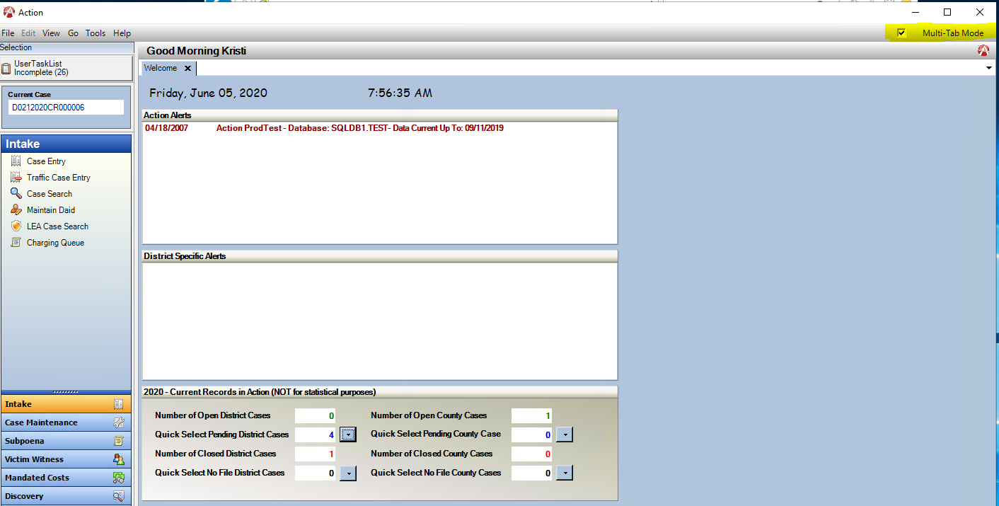 Action
File Edit View Go Tools Help
Multi-Tab Mode
Selection
UserTaskList
Incomplete (26)
Current Case
D0212020CR000006
Intake
Case Entry
Traffic Case Entry
Case Search
Maintain Daid
LEA Case Search
Charging Queue
Intake
Case Maintenance
Subpoena
Victim Witness
Mandated Costs
Discovery
Good Morning Kristi
Welcome
Friday, June 05, 2020 7:56:35 AM
Action Alerts
04/18/2007 Action ProdTest - Database: SQLDB1.TEST- Data Current Up To: 09/11/2019
District Specific Alerts
2020 - Current Records in Action (NOT for statistical purposes)
Number of Open District Cases 0 Number of Open County Cases 1
Quick Select Pending District Cases 4 Quick Select Pending County Case 0
Number of Closed District Cases 1 Number of Closed County Cases 0
Quick Select No File District Cases 0 Quick Select No File County Cases 0